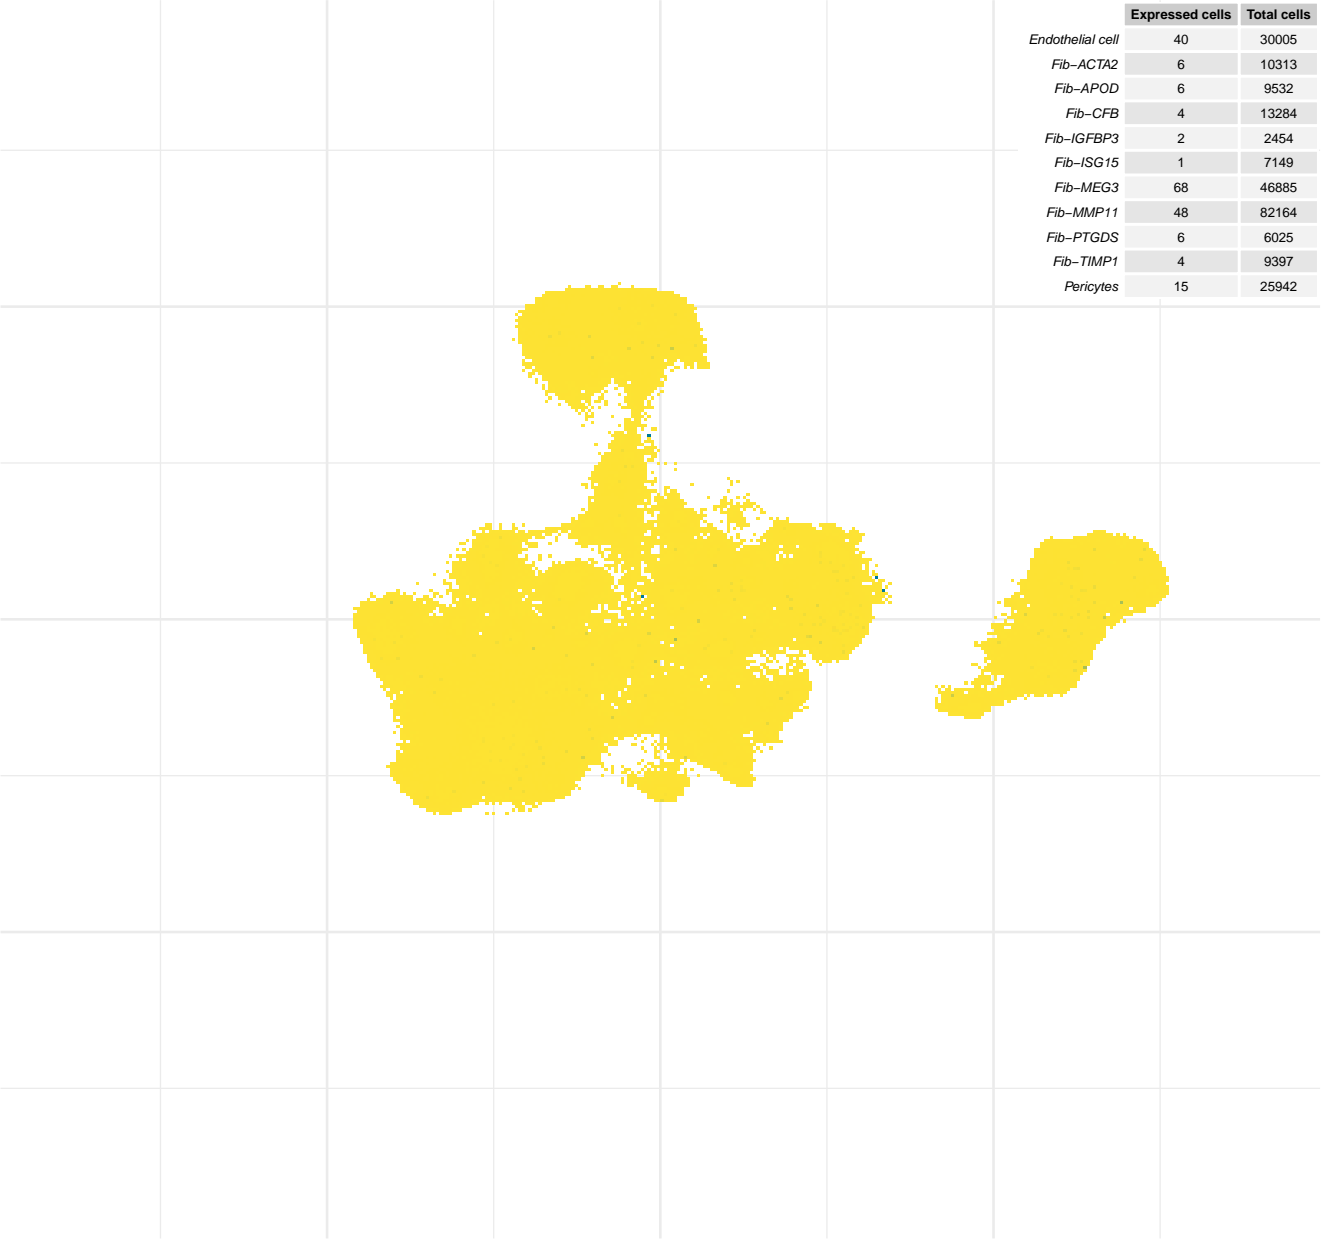 Expressed cells Total cells
Endothelial cell 40 30005
Fib−ACTA2 6 10313
Fib−APOD 6 9532
Fib−CFB 4 13284
Fib−IGFBP3 2 2454
Fib−ISG15 1 7149
Fib−MEG3 68 46885
Fib−MMP11 48 82164
Fib−PTGDS 6 6025
Fib−TIMP1 4 9397
Pericytes 15 25942